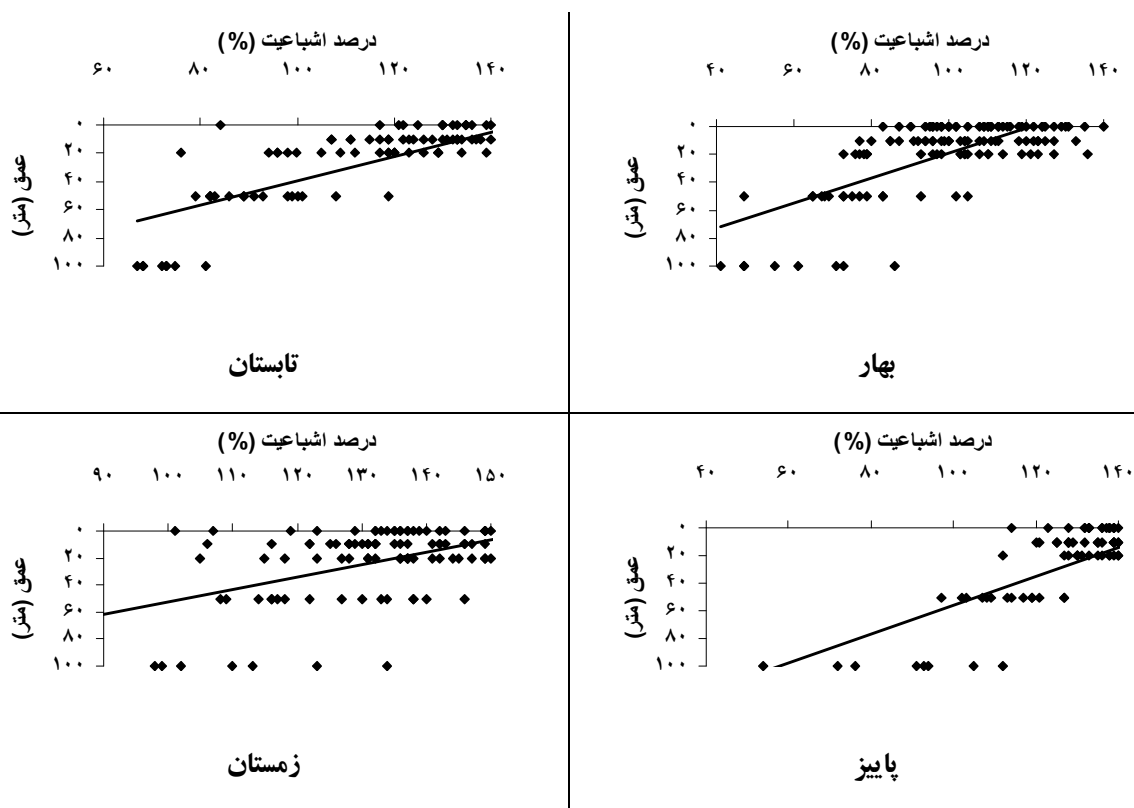 درصد اشباعیت (%)
۴۰ ۶۰ ۸۰ ۱۰۰ ۱۲۰ ۱۴۰
۰
۲۰
۴۰
۶۰
۸۰
۱۰۰
عمق (متر)
بهار
درصد اشباعیت (%)
۶۰ ۸۰ ۱۰۰ ۱۲۰ ۱۴۰
۰
۲۰
۴۰
۶۰
۸۰
۱۰۰
عمق (متر)
تابستان
درصد اشباعیت (%)
۴۰ ۶۰ ۸۰ ۱۰۰ ۱۲۰ ۱۴۰
۰
۲۰
۴۰
۶۰
۸۰
۱۰۰
عمق (متر)
پاییز
درصد اشباعیت (%)
۹۰ ۱۰۰ ۱۱۰ ۱۲۰ ۱۳۰ ۱۴۰ ۱۵۰
۰
۲۰
۴۰
۶۰
۸۰
۱۰۰
عمق (متر)
زمستان